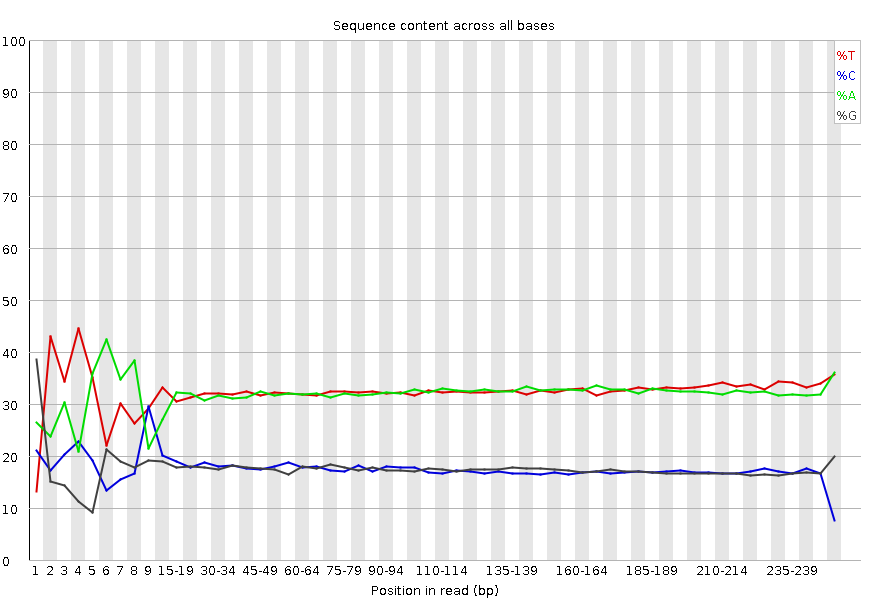 Sequence content across all bases
100
90
80
70
60
50
40
30
20
10
0
%T
%C
%A
%G
1 2 3 4 5 6 7 8 9 15-19 30-34 45-49 60-64 75-79 90-94 110-114 135-139 160-164 185-189 210-214 235-239
Position in read (bp)